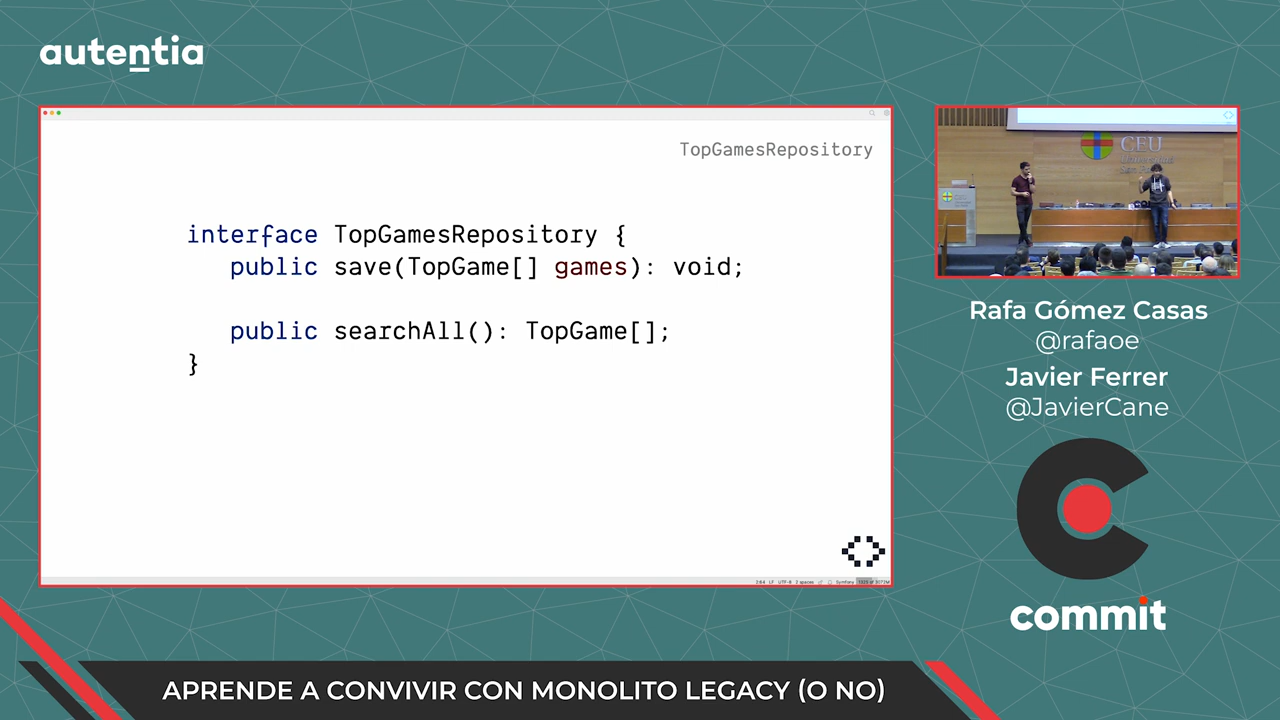 autentia
TopGamesRepository
interface TopGamesRepository {
public save(TopGame[] games): void;
public searchAll(): TopGame[];
}
CEU
Rafa Gómez Casas
@rafaoe
Javier Ferrer
@JavierCane
commit
APRENDE A CONVIVIR CON MONOLITO LEGACY (O NO)